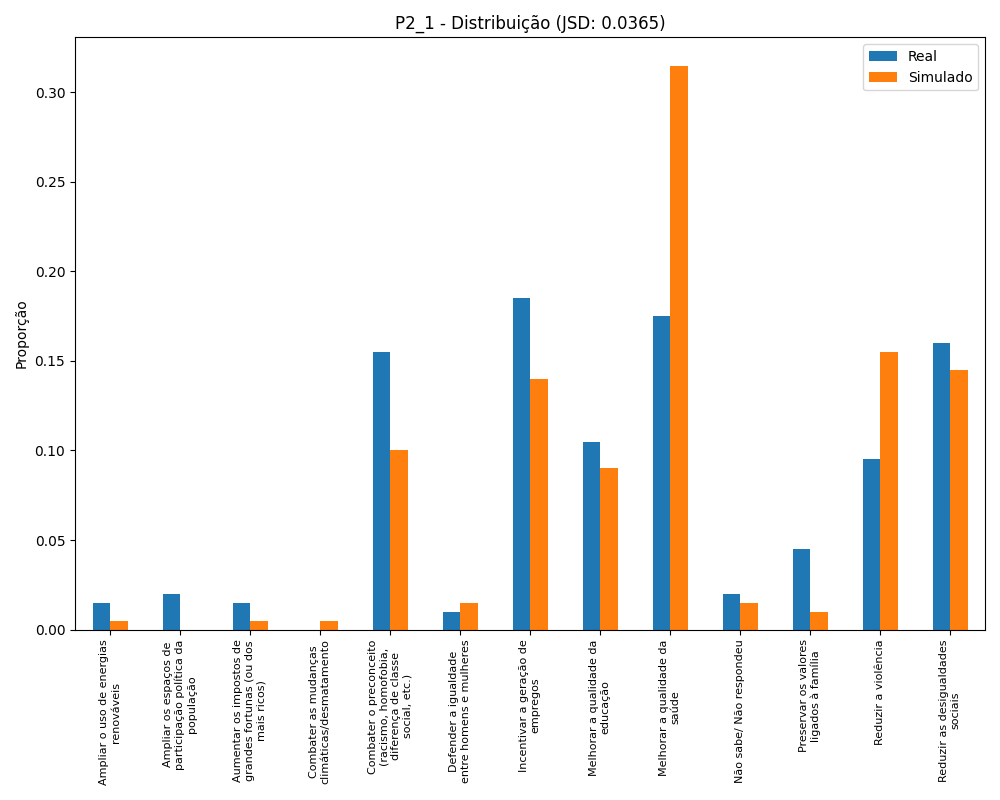 P2_1 - Distribuição (JSD: 0.0365)
Real
Simulado
Proporção
0.30
0.25
0.20
0.15
0.10
0.05
0.00
Ampliar o uso de energias
renováveis
Ampliar os espaços de
participação política da
população
Aumentar os impostos de
grandes fortunas (ou dos
mais ricos)
Combater as mudanças
climáticas/desmatamento
Combater o preconceito
(racismo, homofobia,
diferença de classe
social, etc.)
Defender a igualdade
entre homens e mulheres
Incentivar a geração de
empregos
Melhorar a qualidade da
educação
Melhorar a qualidade da
saúde
Não sabe/ Não respondeu
Preservar os valores
ligados à família
Reduzir a violência
Reduzir as desigualdades
sociais